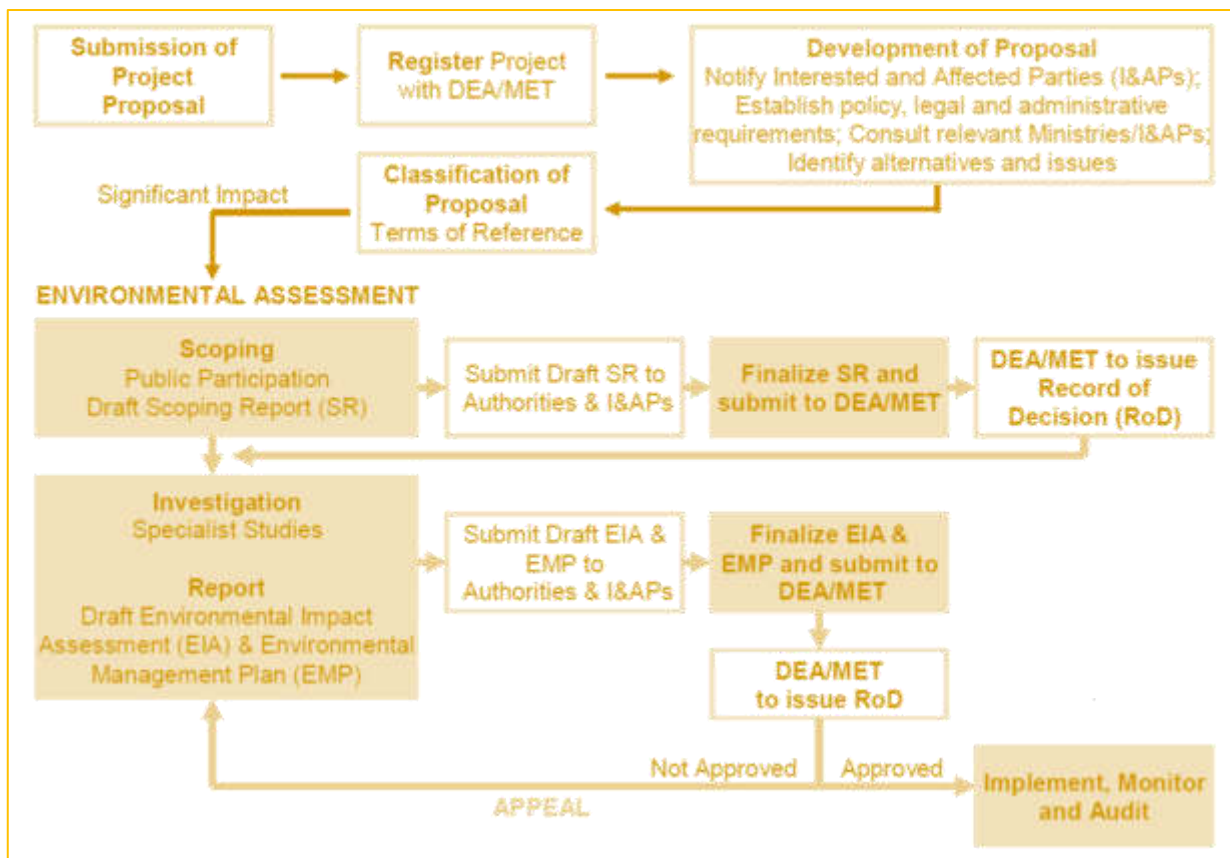 Submission of
Project
Proposal
Register Project
with DEA/MET
Development of Proposal
Notify Interested and Affected Parties (I&APs);
Establish policy, legal and administrative
requirements; Consult relevant Ministries/I&APs;
Identify alternatives and issues
Significant Impact
Classification of
Proposal
Terms of Reference
ENVIRONMENTAL ASSESSMENT
Scoping
Public Participation
Draft Scoping Report (SR)
Submit Draft SR to
Authorities & I&APs
Finalize SR and
submit to DEA/MET
DEA/MET to issue
Record of
Decision (RoD)
Investigation
Specialist Studies
Report
Draft Environmental Impact
Assessment (EIA) & Environmental
Management Plan (EMP)
Submit Draft EIA &
EMP to
Authorities & I&APs
Finalize EIA &
EMP and submit to
DEA/MET
DEA/MET
to issue RoD
Not Approved
Approved
APPEAL
Implement, Monitor
and Audit